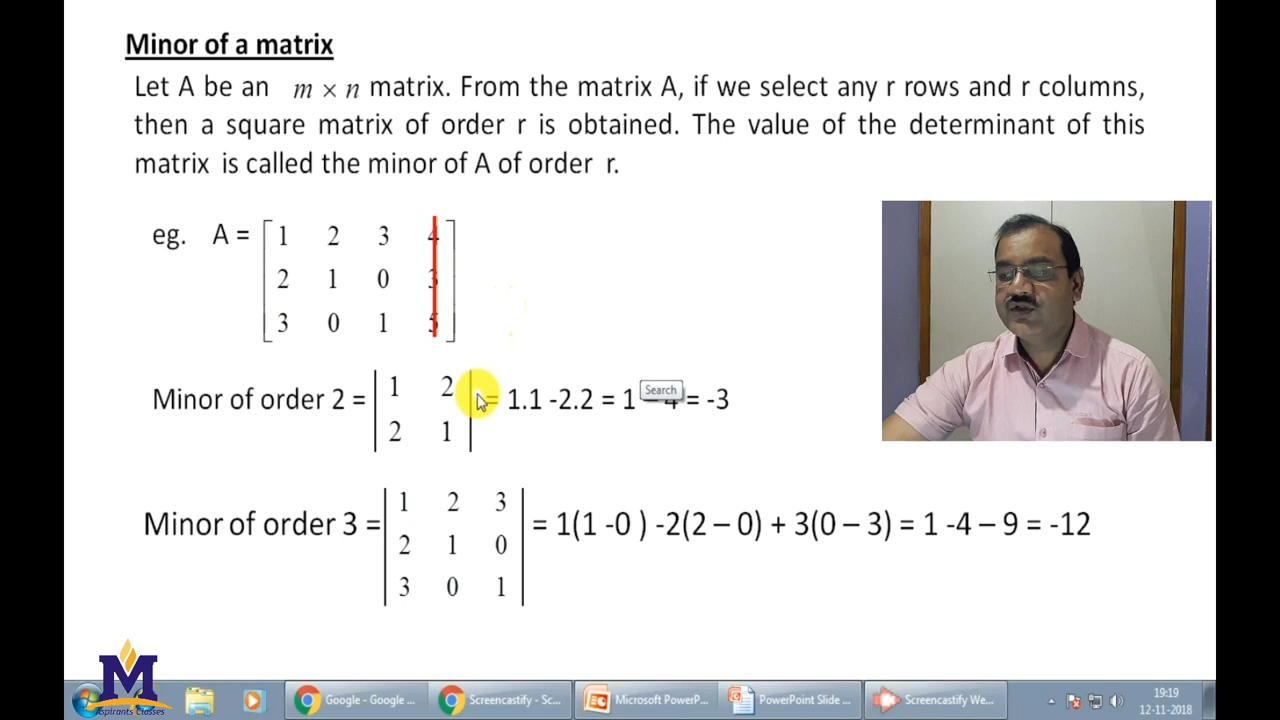 Minor of a matrix
Let A be an m × n matrix. From the matrix A, if we select any r rows and r columns,
then a square matrix of order r is obtained. The value of the determinant of this
matrix is called the minor of A of order r.
eg. A = [ 1 2 3 4 ]
2 1 0 3
3 0 1 5
Minor of order 2 = | 1 2 | = 1.1 -2.2 = 1 – 4 = -3
2 1
Search
Minor of order 3 = | 1 2 3 | = 1(1 -0 ) -2(2 – 0) + 3(0 – 3) = 1 -4 – 9 = -12
2 1 0
3 0 1
M
Aspirants Classes
Google - Google ... Screencastify - Sc... Microsoft PowerP... PowerPoint Slide ... Screencastify We... 19:19
12-11-2018